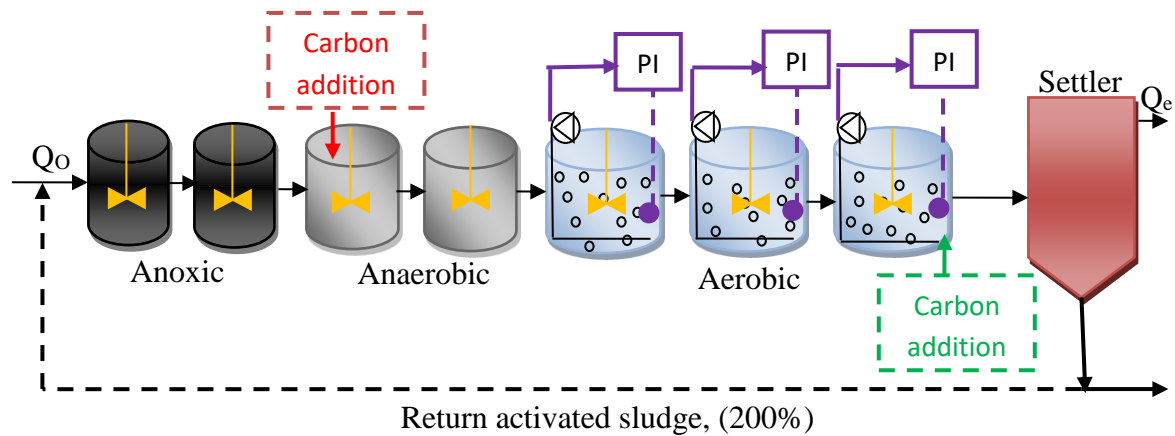 Carbon
addition
PI
PI
PI
Settler
Qe
QO
Anoxic
Anaerobic
Aerobic
Carbon
addition
Return activated sludge, (200%)